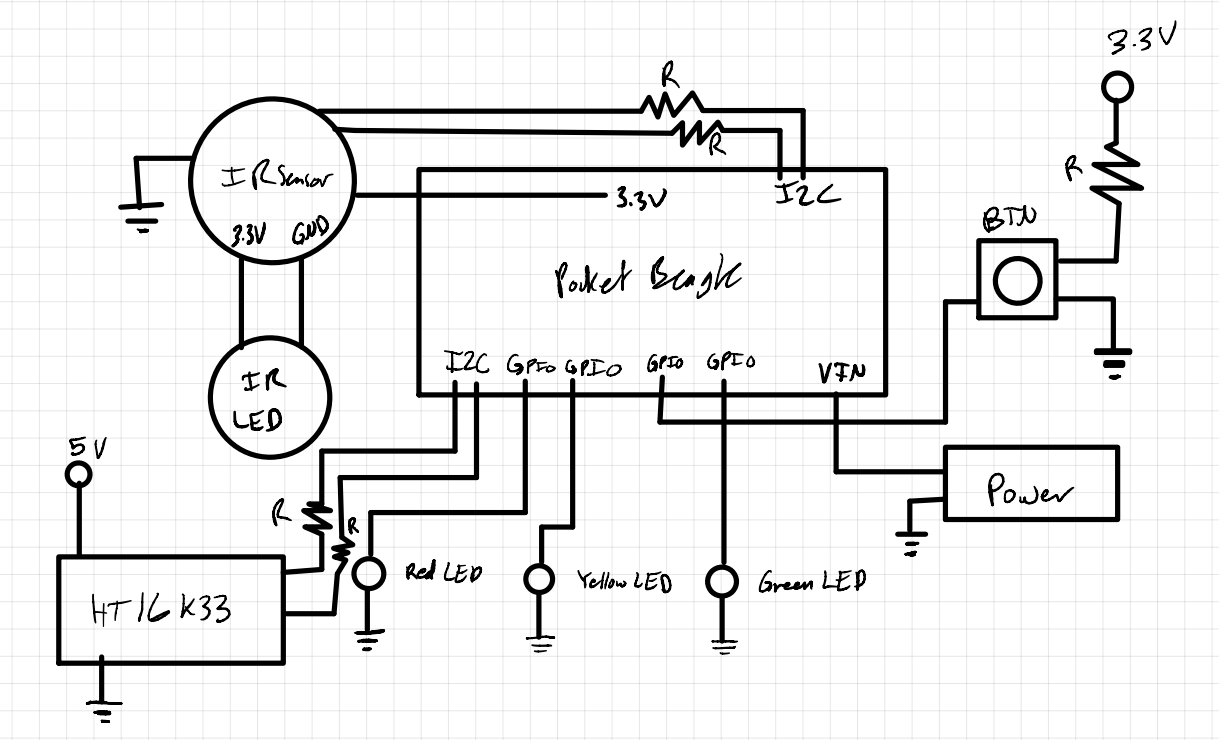 3.3V
R
R
R
IR Sensor
3.3V
I2C
BTN
3.3V GND
Pocket Beagle
I2C GPIO GPIO GPIO GPIO VIN
IR
LED
5V
Power
R
R
Red LED
Yellow LED
Green LED
HT16K33